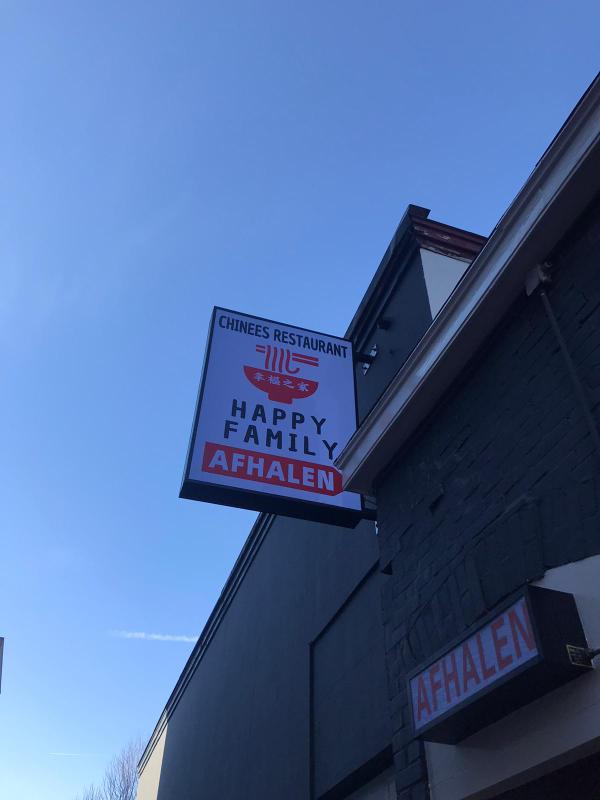 CHINEES RESTAURANT
幸福之家
HAPPY
FAMILY
AFHALEN
AFHALEN